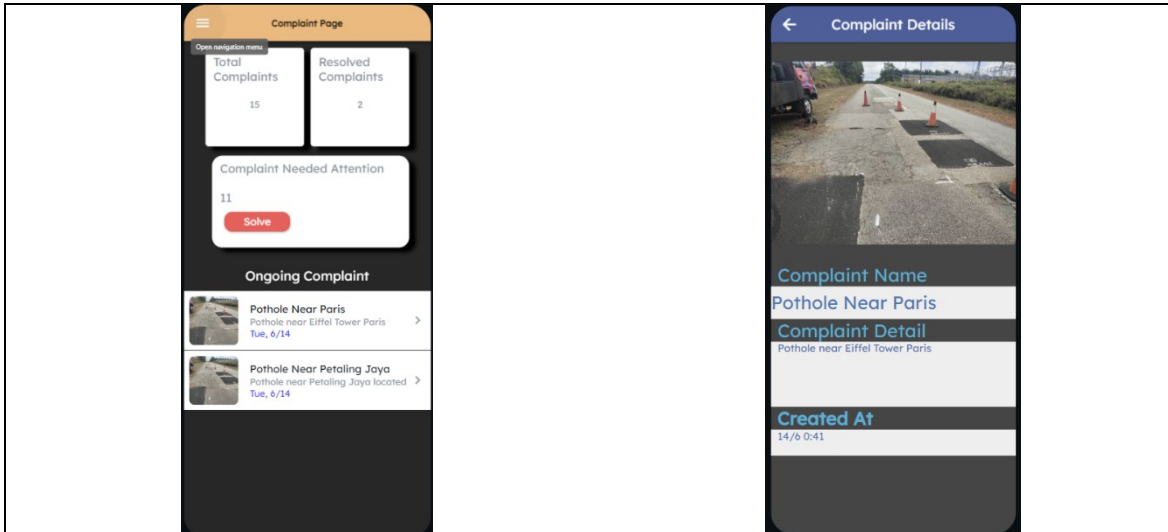 Complaint Page
Open navigation menu
Total
Complaints
15
Resolved
Complaints
2
Complaint Needed Attention
11
Solve
Ongoing Complaint
Pothole Near Paris
Pothole near Eiffel Tower Paris
Tue, 6/14
Pothole Near Petaling Jaya
Pothole near Petaling Jaya located
Tue, 6/14
Complaint Details
Complaint Name
Pothole Near Paris
Complaint Detail
Pothole near Eiffel Tower Paris
Created At
14/6 0:41